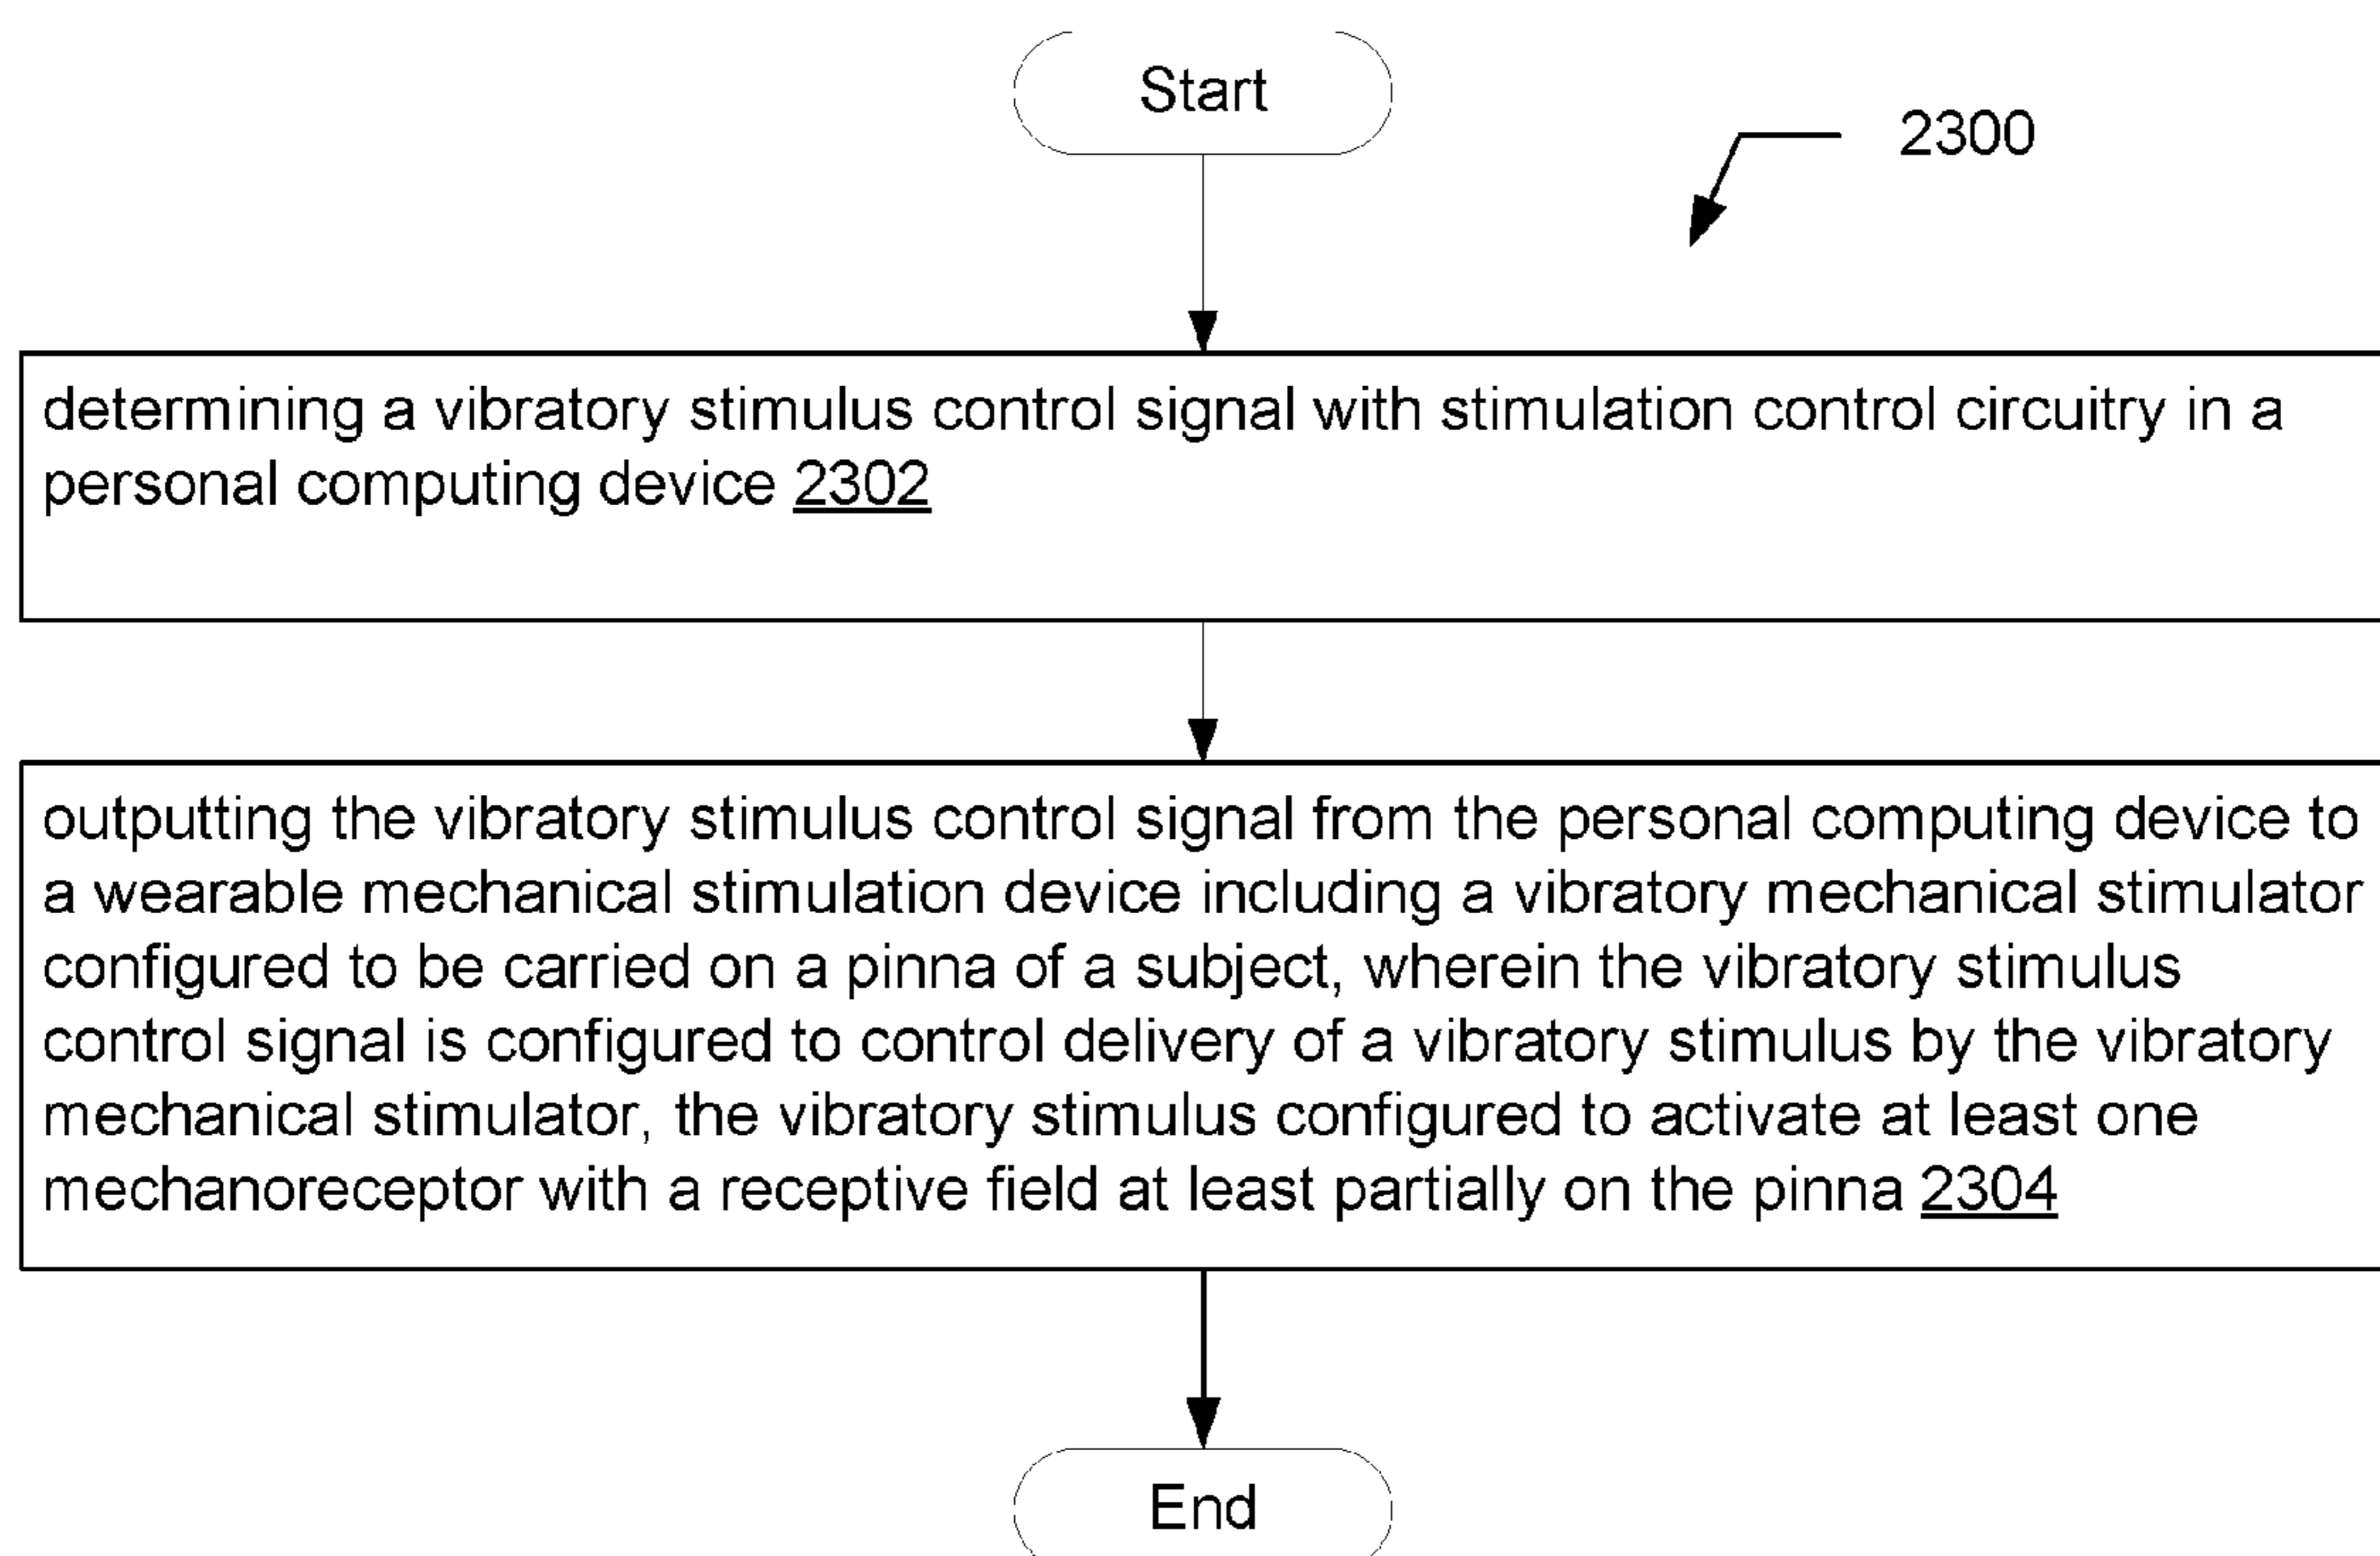 Start
2300
determining a vibratory stimulus control signal with stimulation control circuitry in a
personal computing device 2302
outputting the vibratory stimulus control signal from the personal computing device to
a wearable mechanical stimulation device including a vibratory mechanical stimulator
configured to be carried on a pinna of a subject, wherein the vibratory stimulus
control signal is configured to control delivery of a vibratory stimulus by the vibratory
mechanical stimulator, the vibratory stimulus configured to activate at least one
mechanoreceptor with a receptive field at least partially on the pinna 2304
End